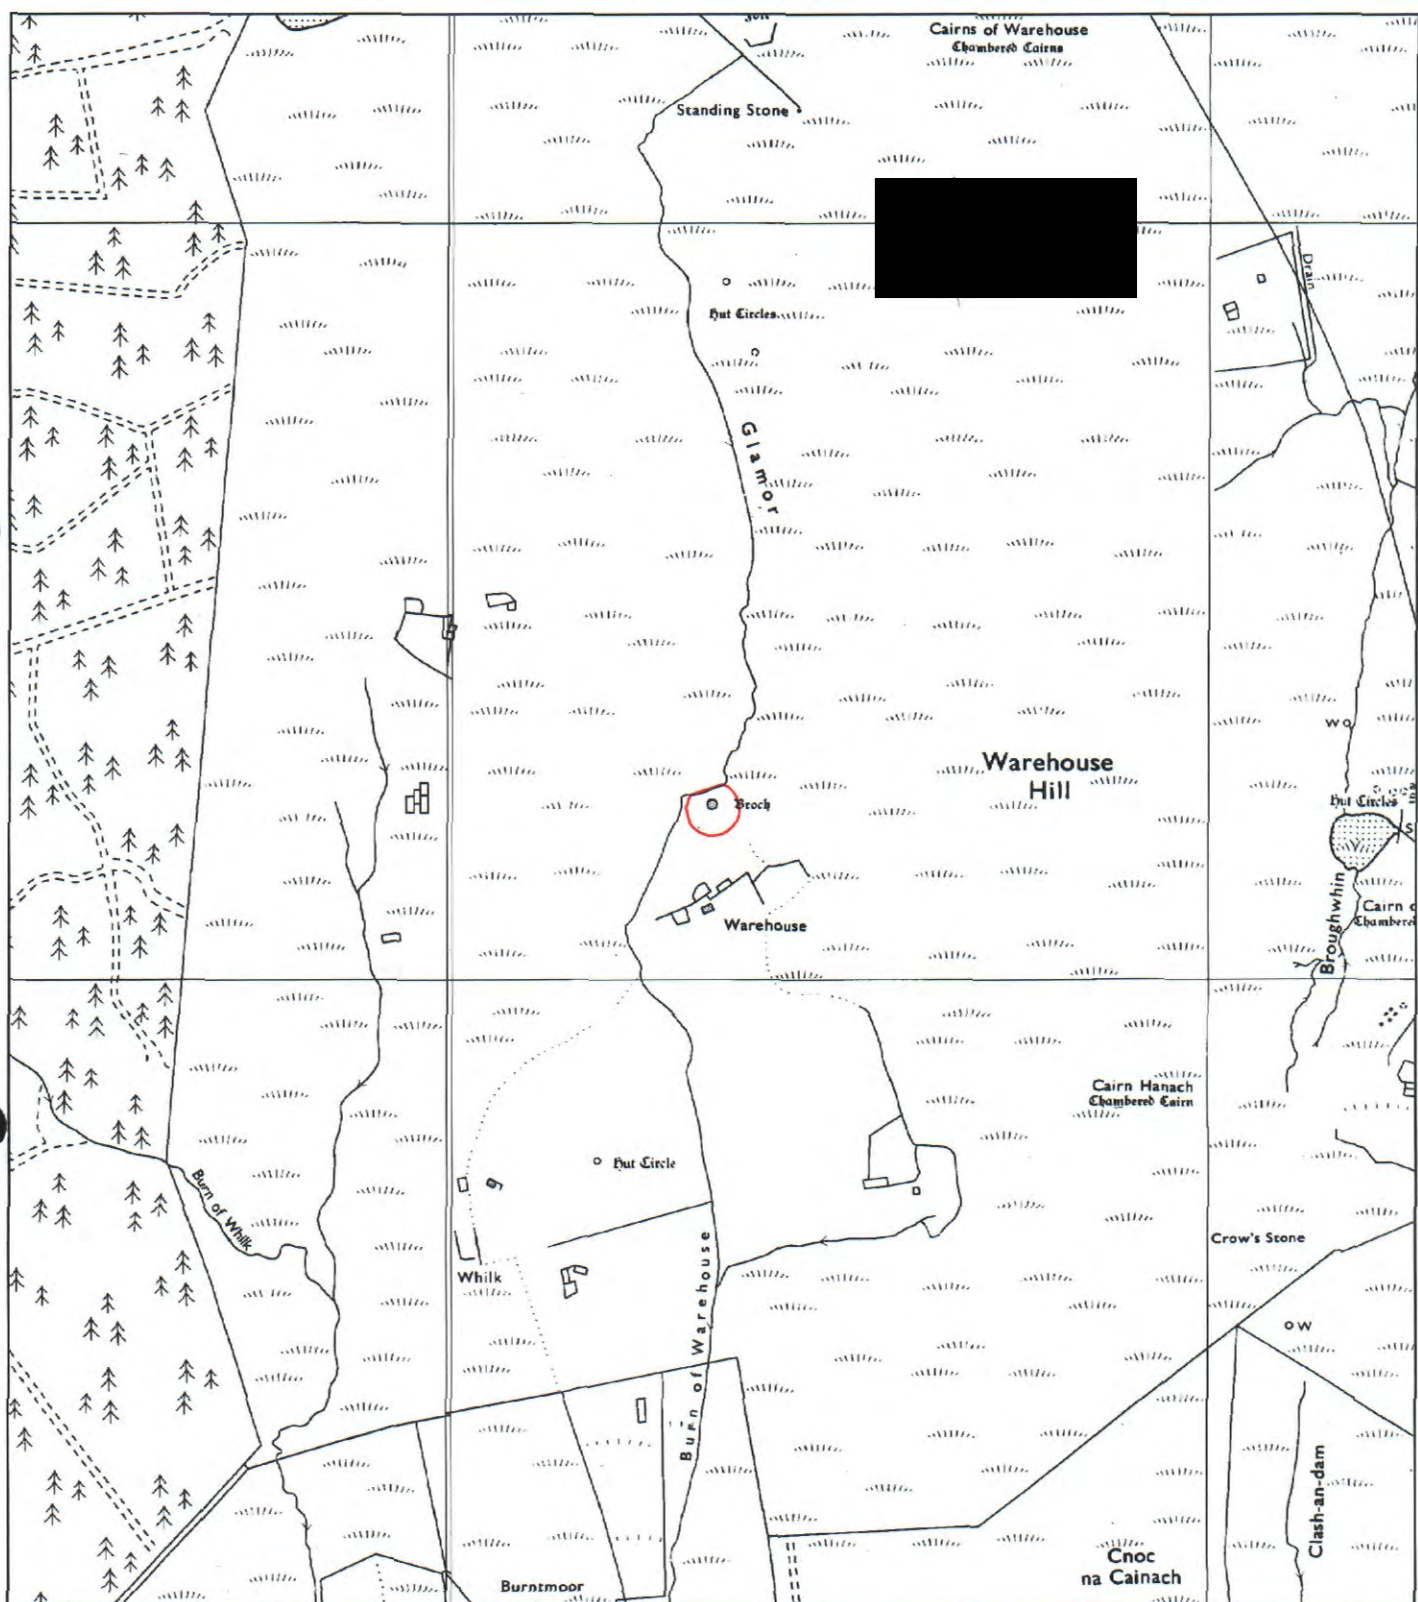 Cairns of Warehouse
Chambered Cairns
Standing Stone
Drain
Hut Circles
Glamor
W
Warehouse
Hill
Broch
Hut Circles
Warehouse
Broughwhin
Cairn
Chambered
Cairn Hanach
Chambered Cairn
Hut Circle
Burn of Whilk
Crow's Stone
Whilk
Burn of Warehouse
W
Clash-an-dam
Cnoc
na Cainach
Burntmoor